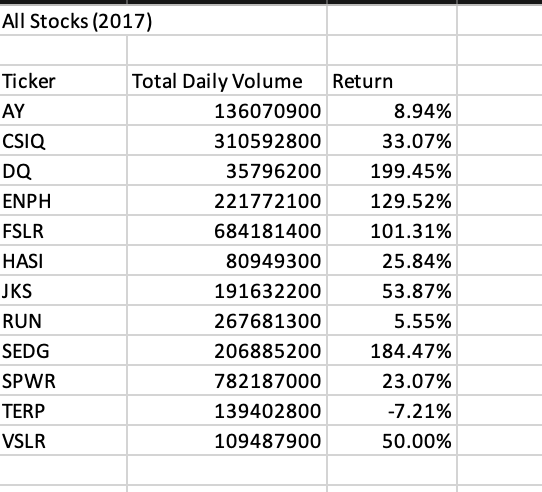 All Stocks (2017)
Ticker Total Daily Volume Return
AY 136070900 8.94%
CSIQ 310592800 33.07%
DQ 35796200 199.45%
ENPH 221772100 129.52%
FSLR 684181400 101.31%
HASI 80949300 25.84%
JKS 191632200 53.87%
RUN 267681300 5.55%
SEDG 206885200 184.47%
SPWR 782187000 23.07%
TERP 139402800 -7.21%
VSLR 109487900 50.00%